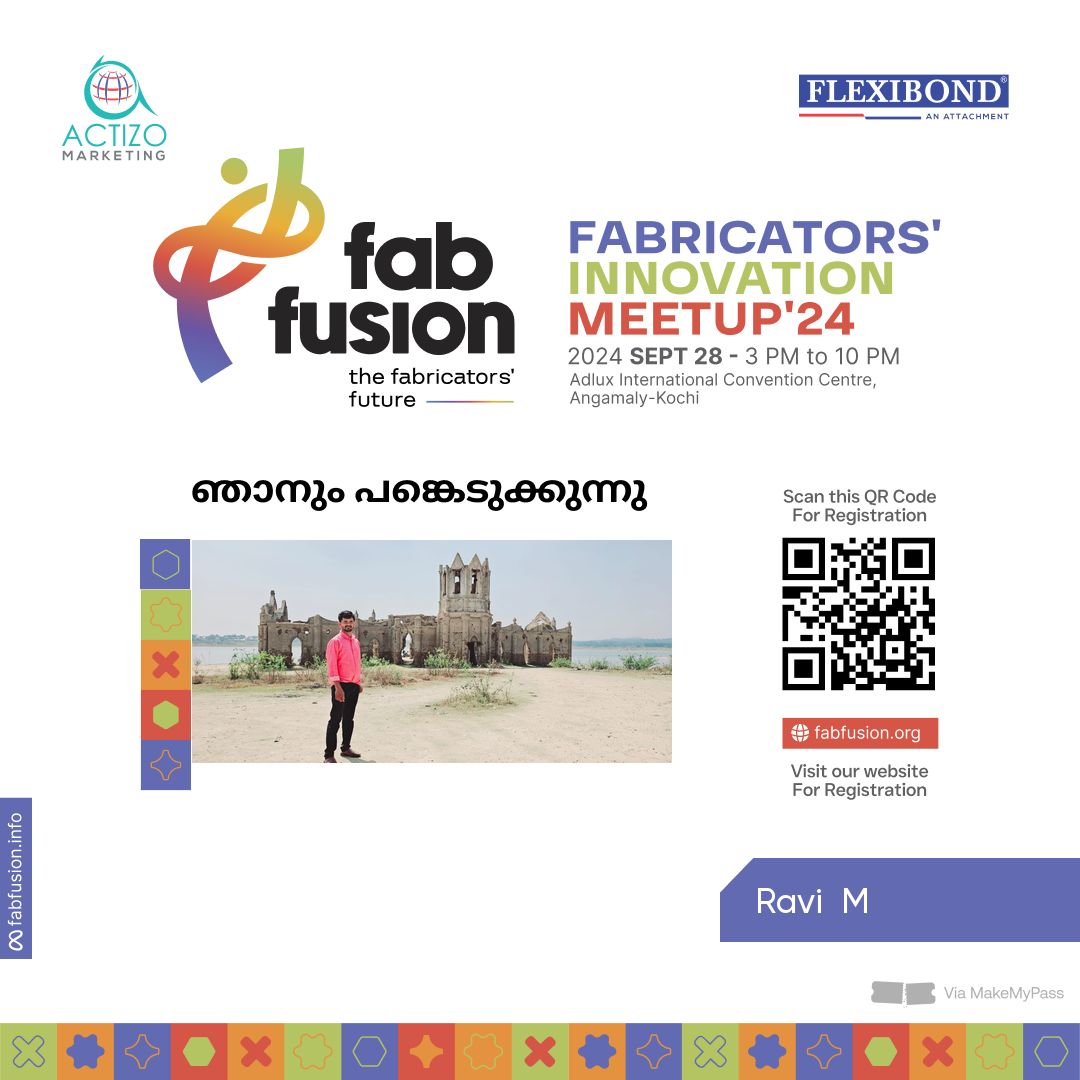 ACTIZO
MARKETING
FLEXIBOND®
AN ATTACHMENT
fab
fusion
the fabricators'
future
FABRICATORS'
INNOVATION
MEETUP'24
2024 SEPT 28 - 3 PM to 10 PM
Adlux International Convention Centre,
Angamaly-Kochi
ഞാനും പങ്കെടുക്കുന്നു
Scan this QR Code
For Registration
fabfusion.org
Visit our website
For Registration
fabfusion.info
Ravi M
Via MakeMyPass